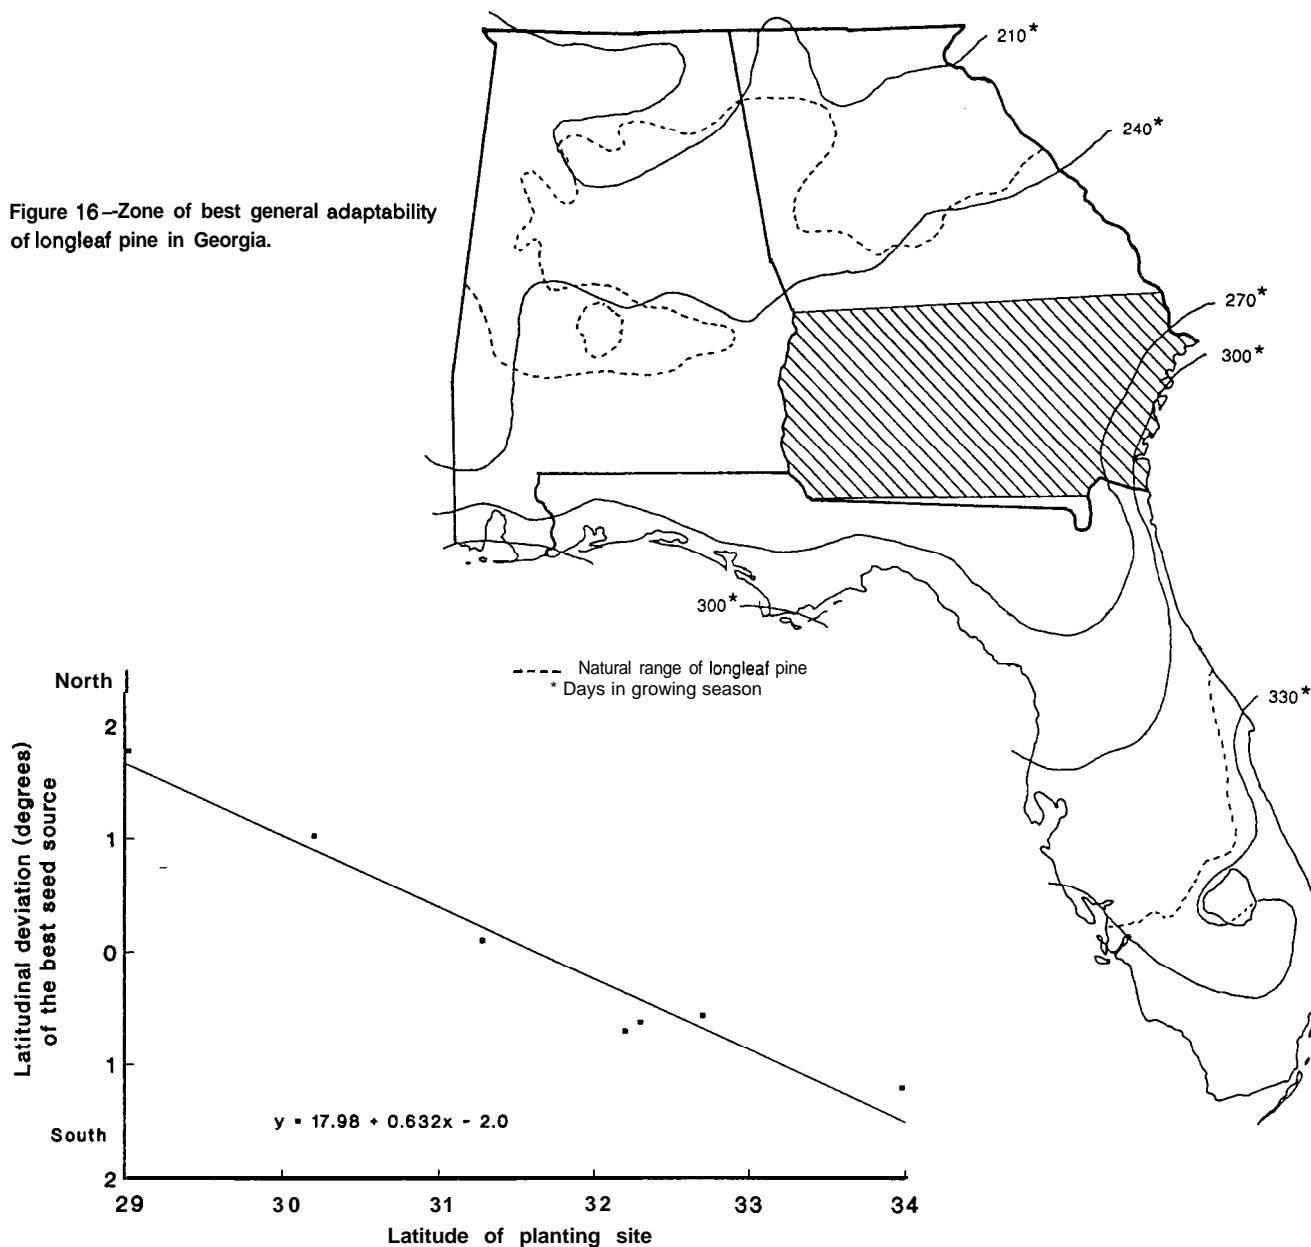 210*
240*
Figure 16--Zone of best general adaptability
of longleaf pine in Georgia.
270*
300*
300*
---- Natural range of longleaf pine
* Days in growing season
330*
North
2
1
0
1
South
2
Latitudinal deviation (degrees)
of the best seed source
y = 17.98 + 0.632x - 2.0
29 30 31 32 33 34
Latitude of planting site